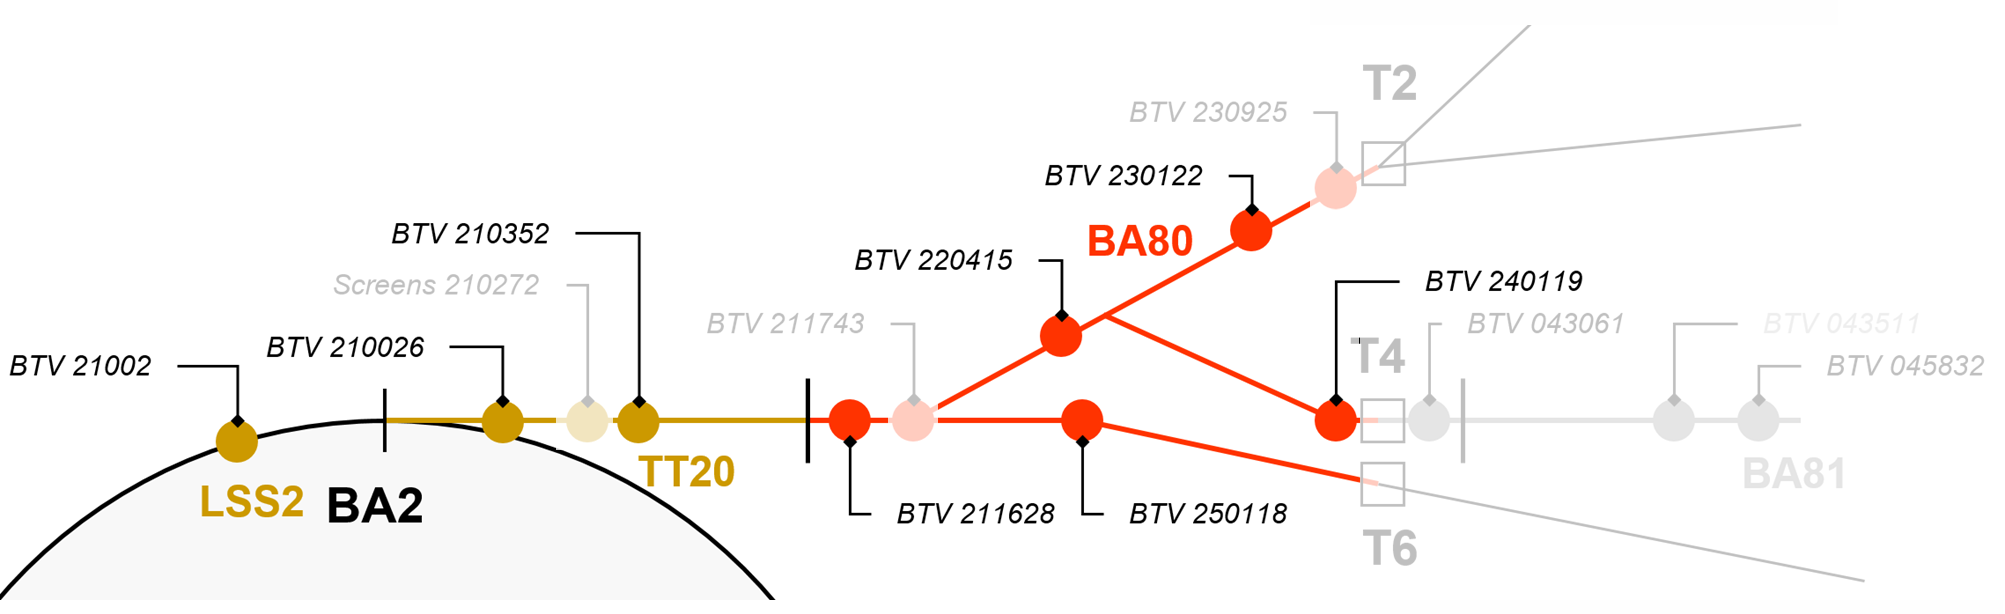 T2
BTV 230925
BTV 230122
BTV 210352
BA80
BTV 220415
Screens 210272
BTV 240119
BTV 211743
BTV 043061
BTV 043511
BTV 210026
T4
BTV 21002
BTV 045832
TT20
BA81
LSS2
BA2
BTV 211628
BTV 250118
T6